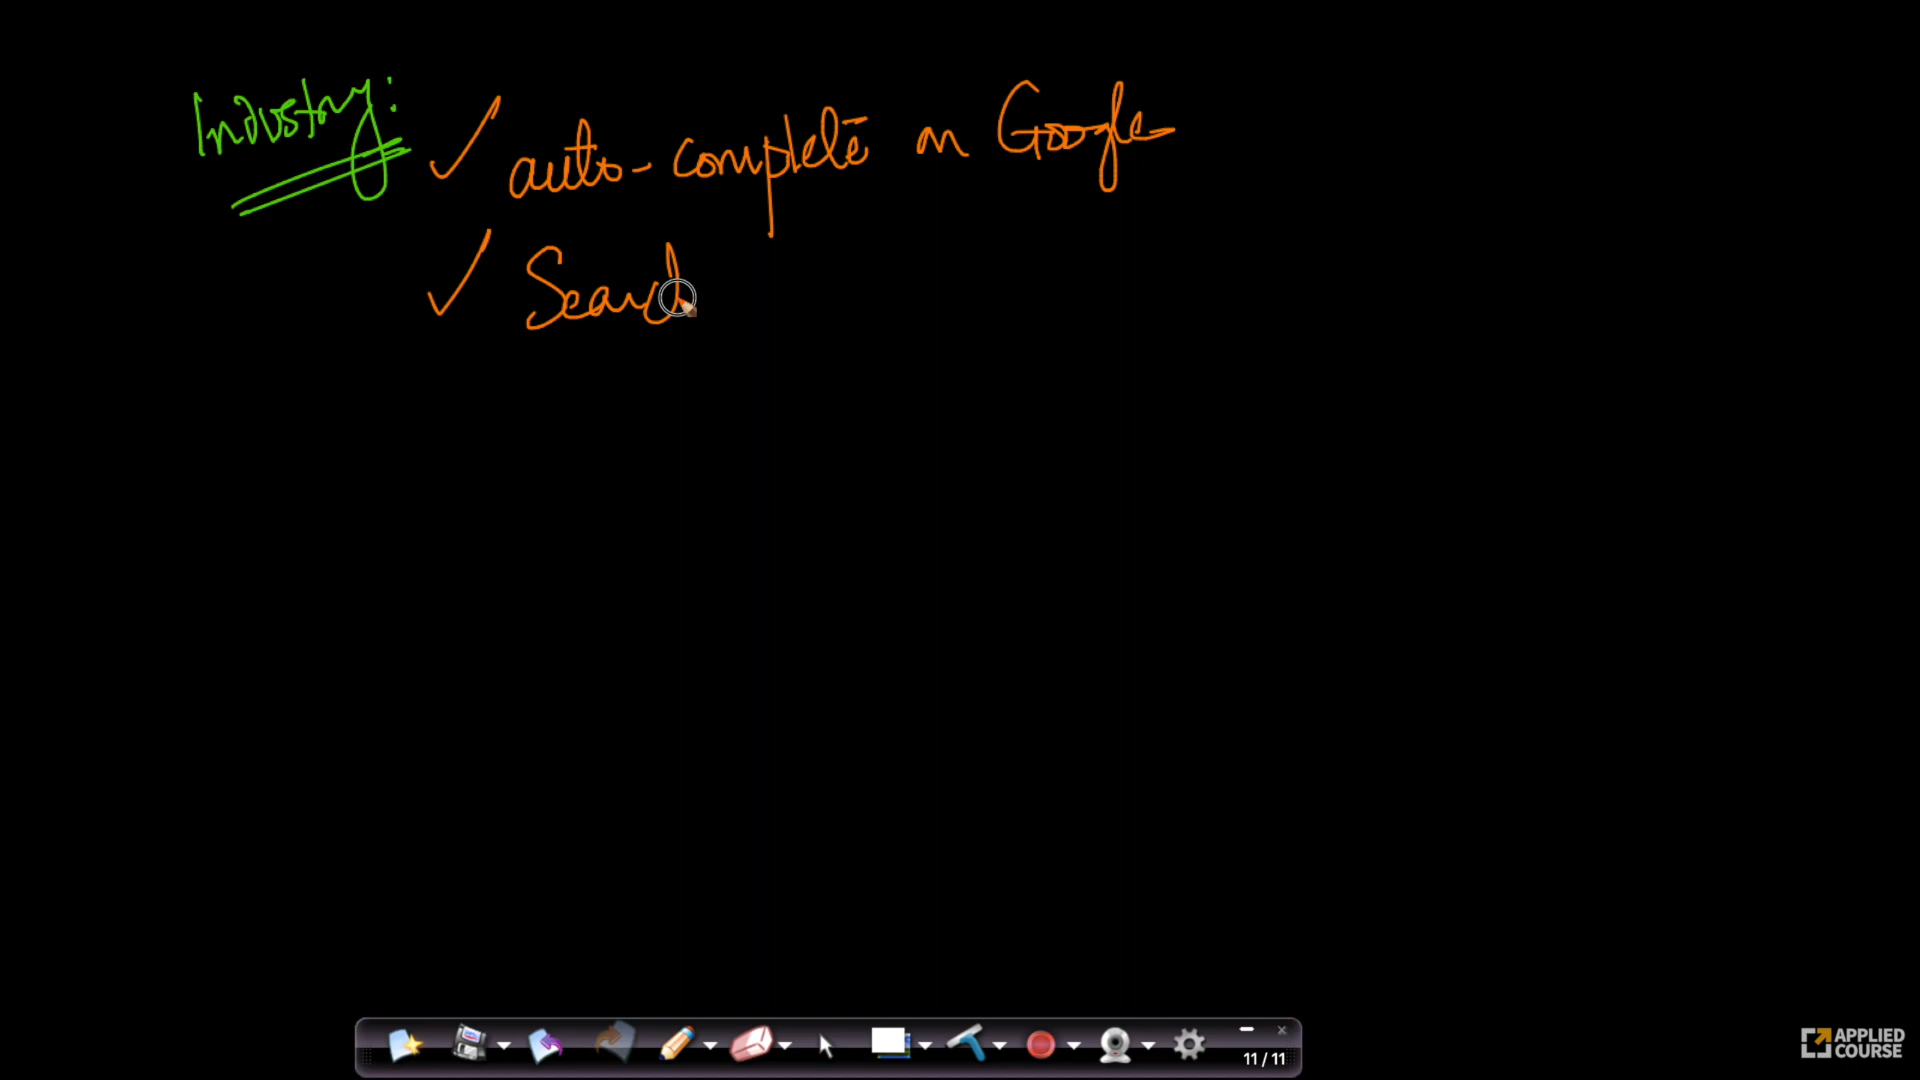 Industry: ✓ auto-complete on Google
✓ Search
11 / 11
APPLIED
COURSE